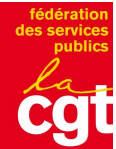 fédération
des services
publics
la
cgt